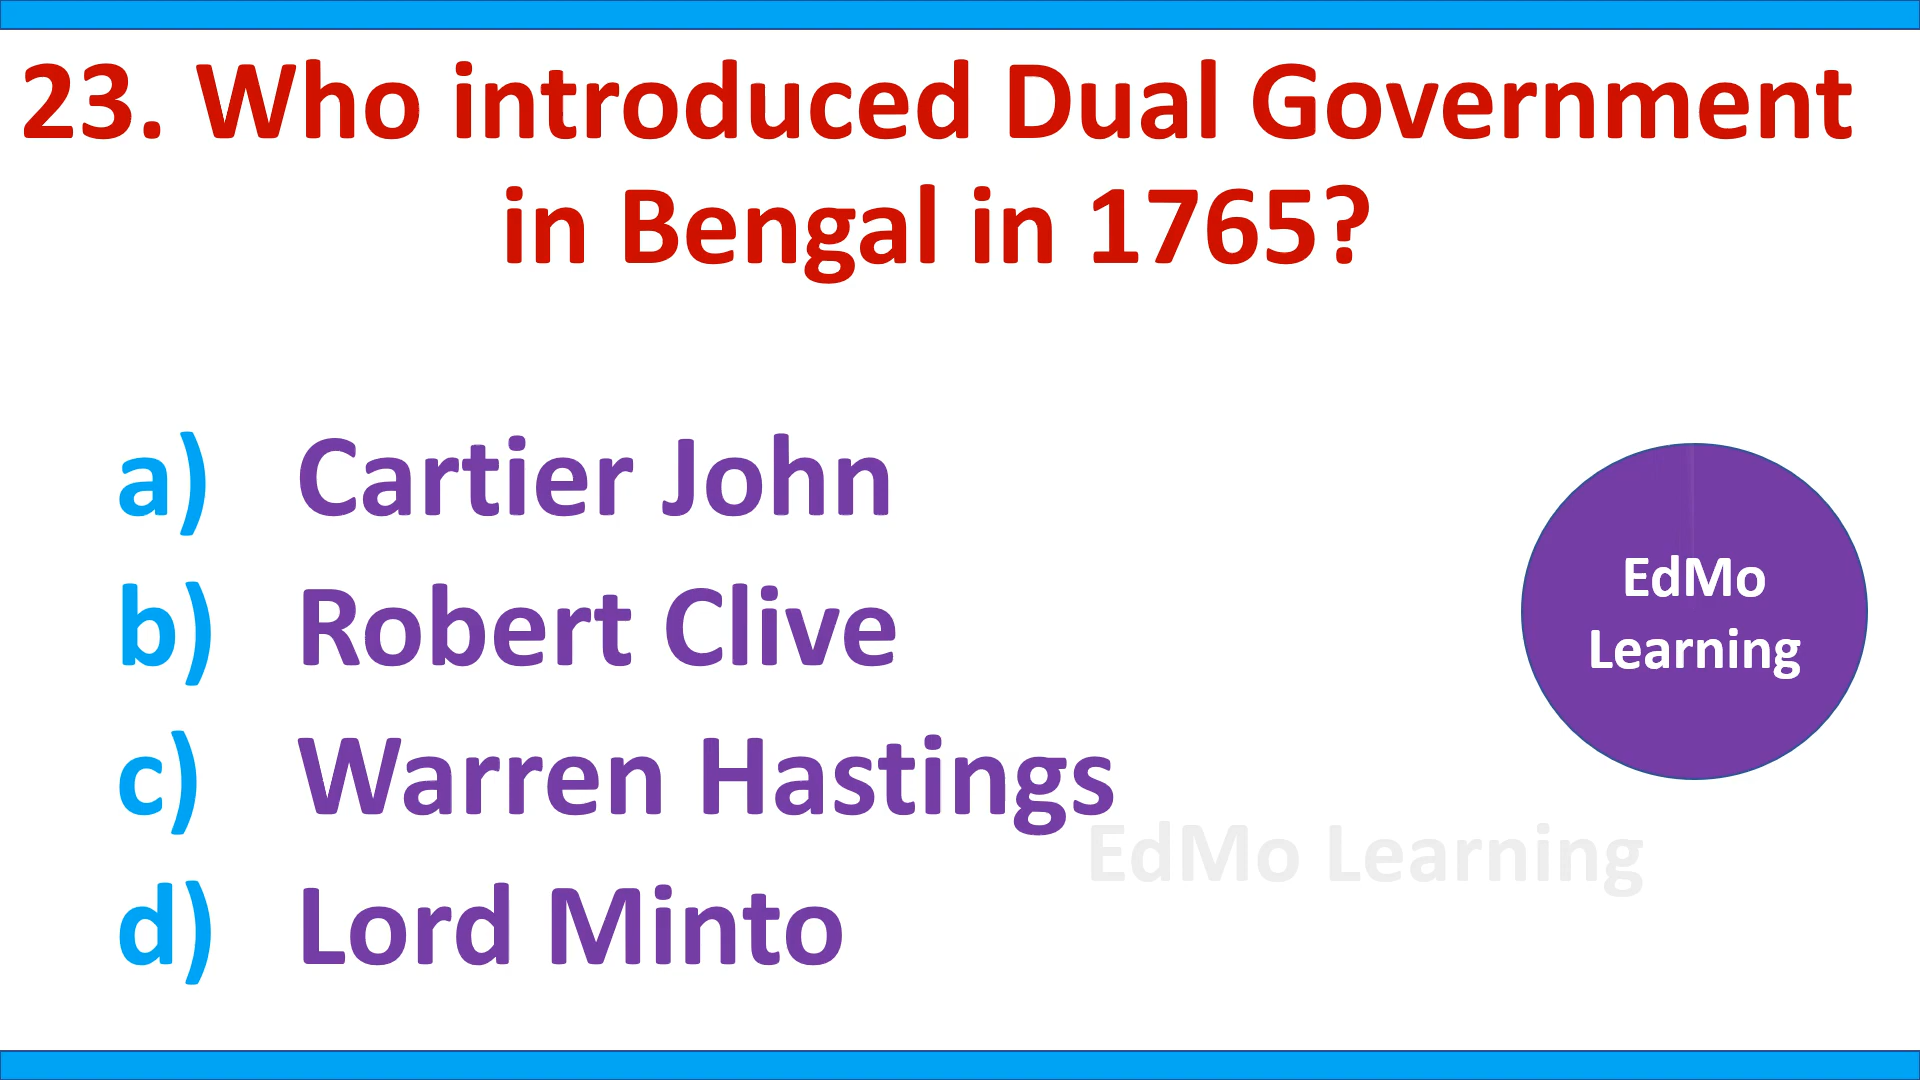 23. Who introduced Dual Government
in Bengal in 1765?
a) Cartier John
b) Robert Clive
c) Warren Hastings
d) Lord Minto
EdMo
Learning
EdMo Learning